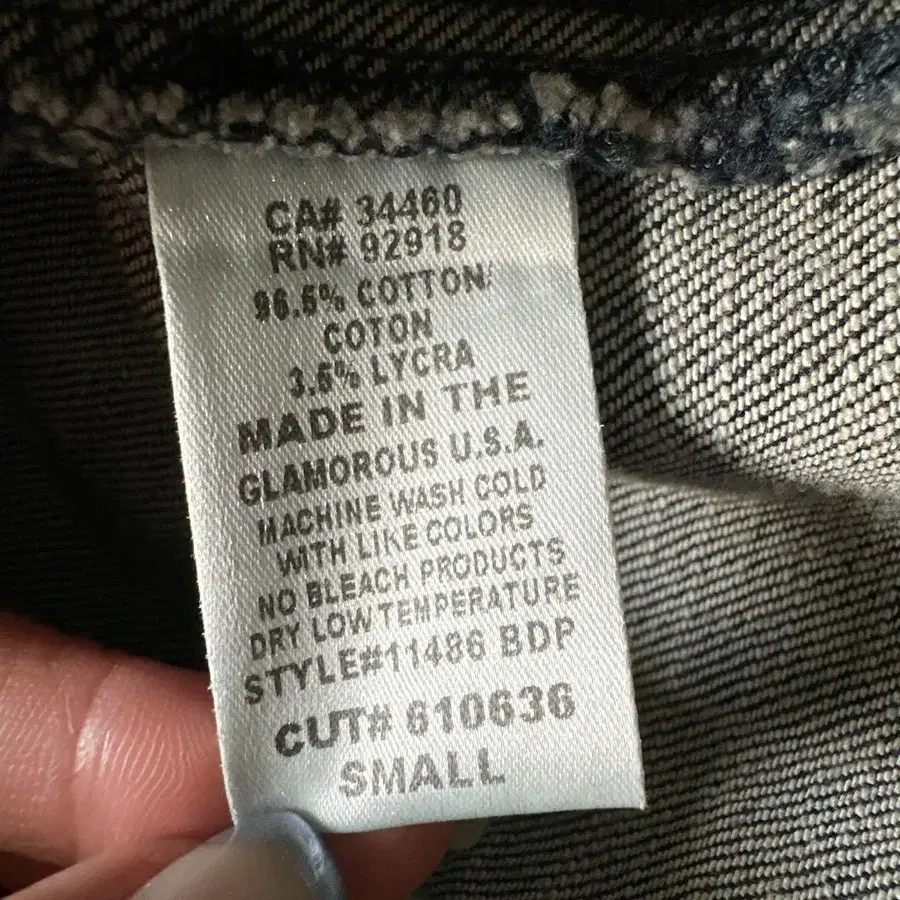 CA# 34460
RN# 92918
96.5% COTTON/
COTON
3.5% LYCRA
MADE IN THE
GLAMOROUS U.S.A.
MACHINE WASH COLD
WITH LIKE COLORS
NO BLEACH PRODUCTS
DRY LOW TEMPERATURE
STYLE#11486 BDP
CUT# 610636
SMALL